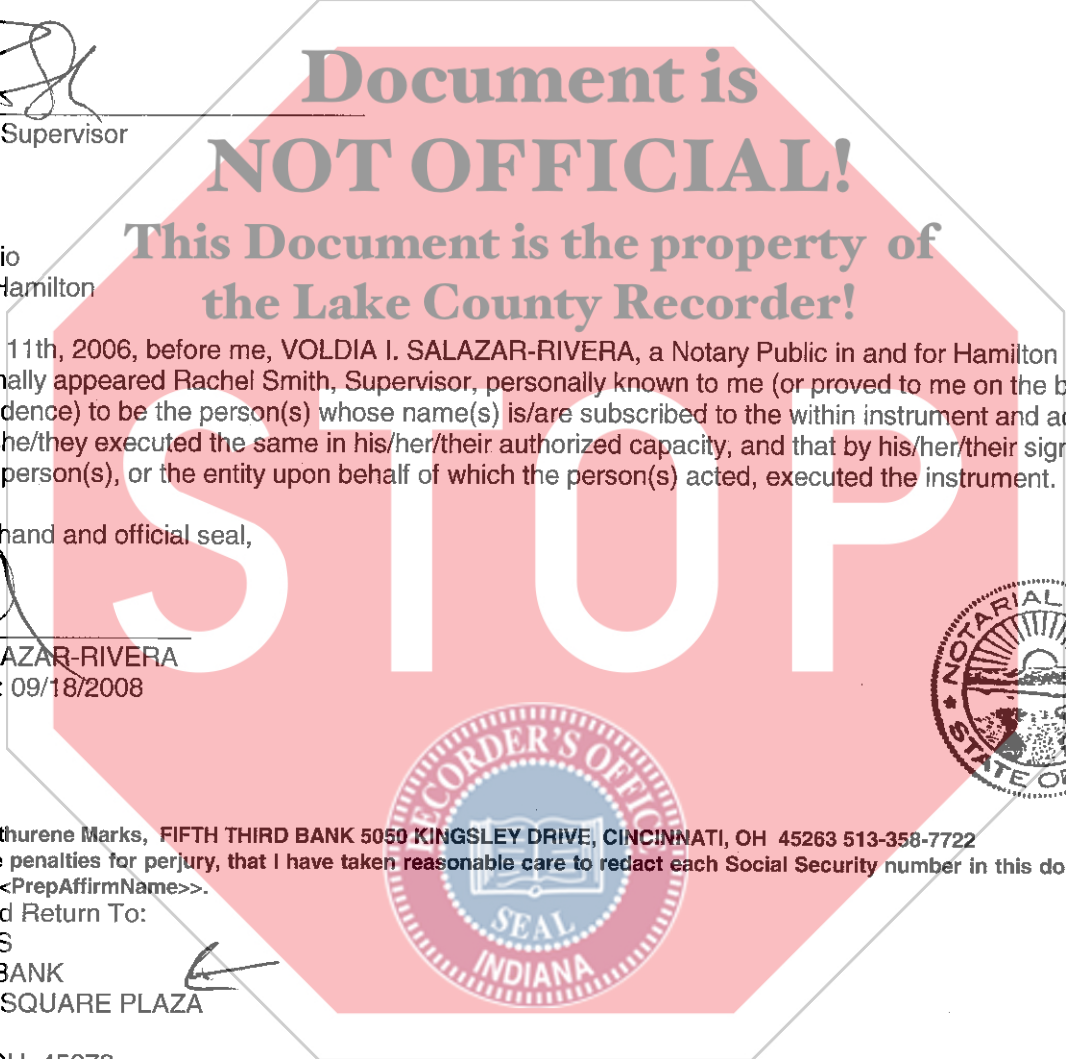 Document is
Supervisor
NOT OFFICIAL!
This Document is the property of
io
Hamilton
the Lake County Recorder!
11th, 2006, before me, VOLDIA I. SALAZAR-RIVERA, a Notary Public in and for Hamilton
nally appeared Rachel Smith, Supervisor, personally known to me (or proved to me on the b
dence) to be the person(s) whose name(s) is/are subscribed to the within instrument and a
he/they executed the same in his/her/their authorized capacity, and that by his/her/their sign
person(s), or the entity upon behalf of which the person(s) acted, executed the instrument.
hand and official seal,
STOP
AZAR-RIVERA
: 09/18/2008
NOTARIAL
STATE OF
RECORDER'S OFFICE
SEAL
INDIANA
thurene Marks, FIFTH THIRD BANK 5050 KINGSLEY DRIVE, CINCINNATI, OH 45263 513-358-7722
e penalties for perjury, that I have taken reasonable care to redact each Social Security number in this do
<PrepAffirmName>>.
d Return To:
S
BANK
SQUARE PLAZA